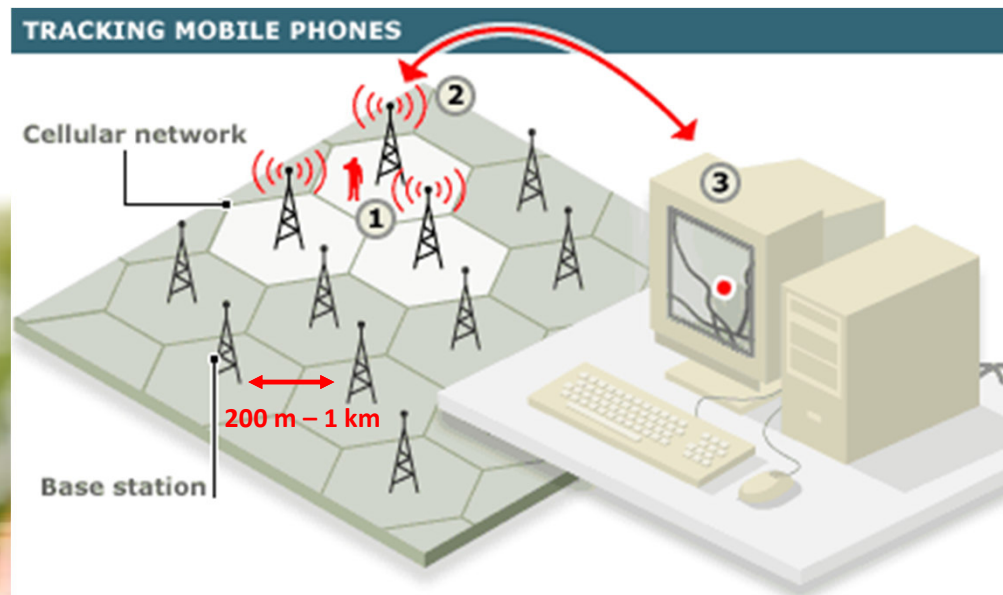 TRACKING MOBILE PHONES
2
Cellular network
3
1
200 m – 1 km
Base station